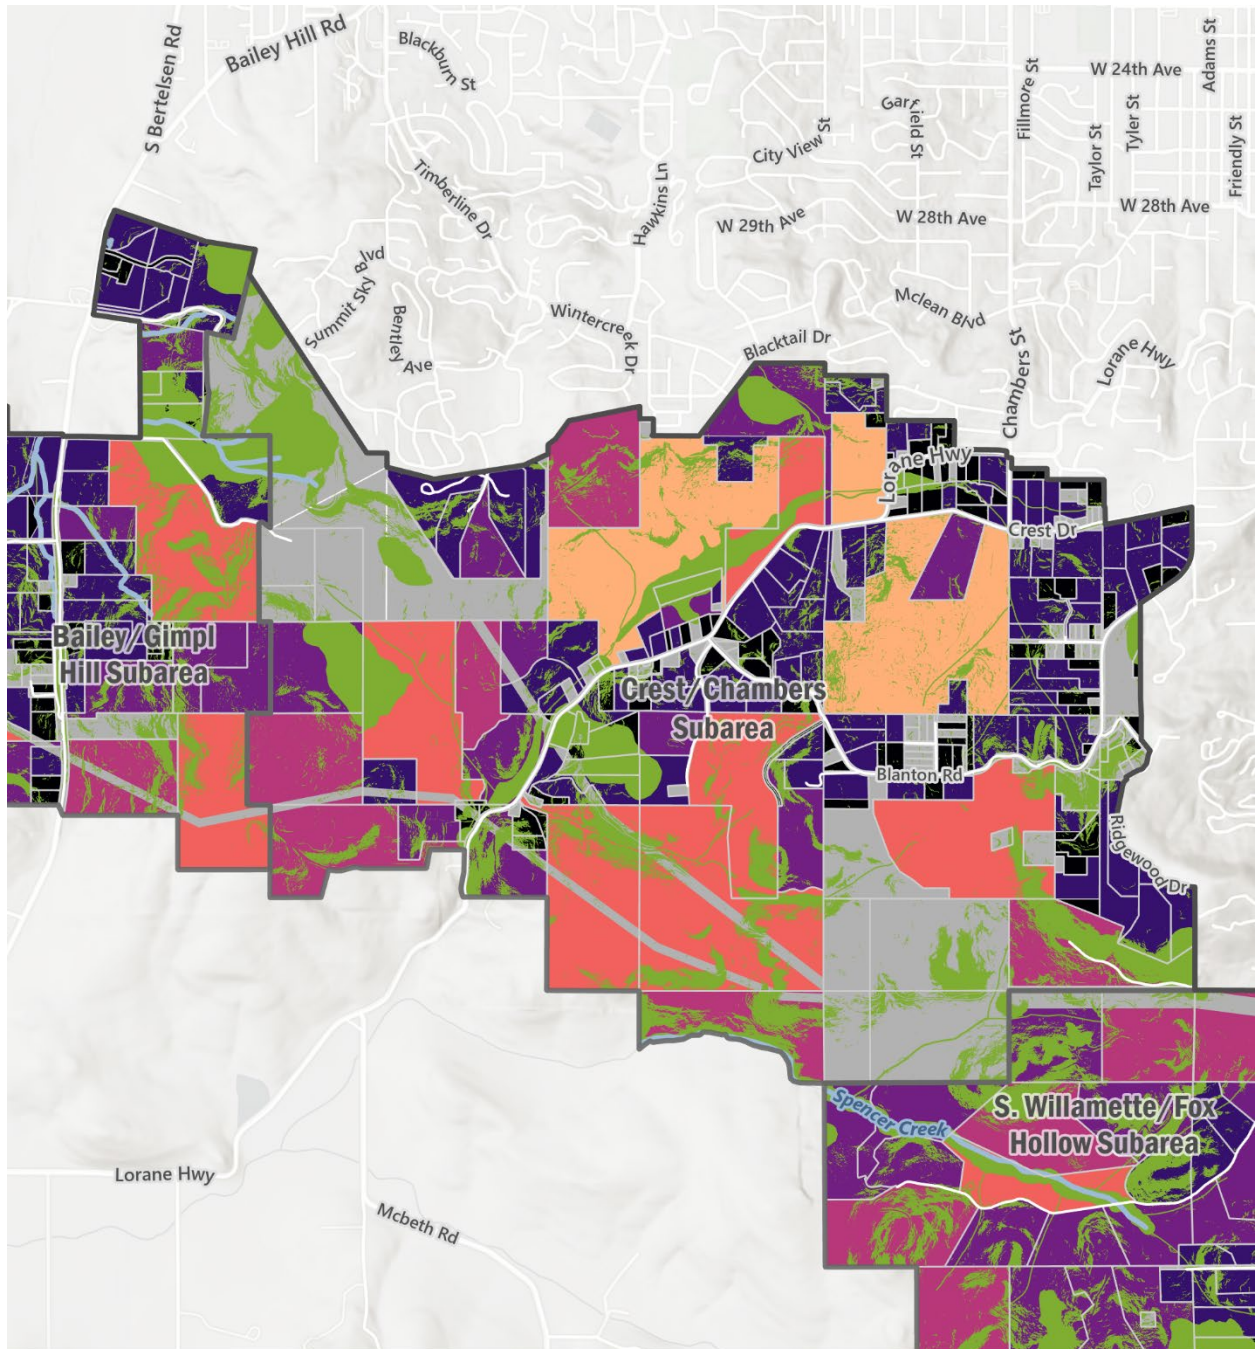 Bailey Hill Rd
S Bertelsen Rd
Blackburn St
W 24th Ave
Adams St
Fillmore St
Garfield St
Tyler St
Taylor St
Friendly St
City View St
Timberline Dr
Hawkins Ln
W 29th Ave
W 28th Ave
W 28th Ave
Summit Sky Blvd
Bentley Ave
Wintercreek Dr
Mclean Blvd
Blacktail Dr
Chambers St
Lorane Hwy
Lorane Hwy
Crest Dr
Bailey/Gimpl
Hill Subarea
Crest/Chambers
Subarea
Blanton Rd
Ridgewood Dr
Spencer Creek
S. Willamette/Fox
Hollow Subarea
Lorane Hwy
Mcbeth Rd